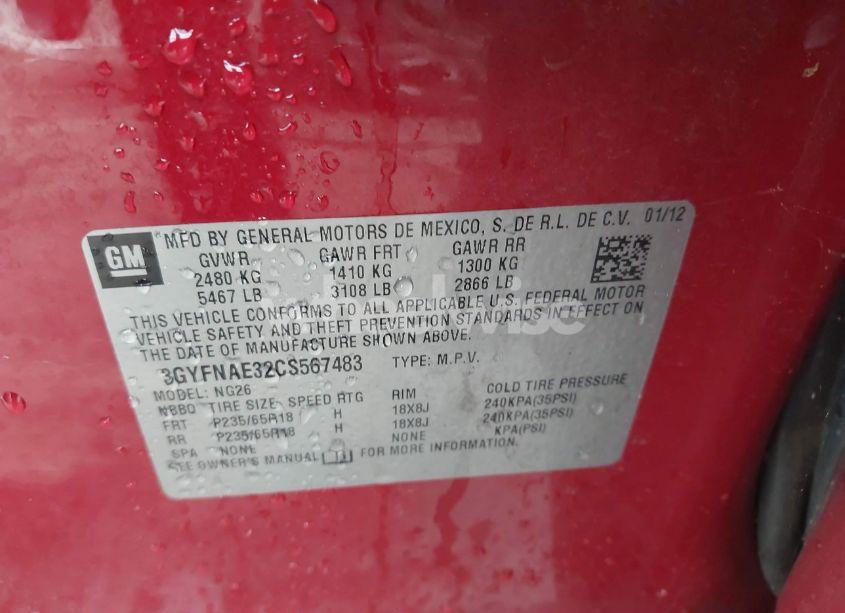 GM
MFD BY GENERAL MOTORS DE MEXICO, S. DE R.L. DE C.V. 01/12
GVWR GAWR FRT GAWR RR
2480 KG 1410 KG 1300 KG
5467 LB 3108 LB 2866 LB
THIS VEHICLE CONFORMS TO ALL APPLICABLE U.S. FEDERAL MOTOR
VEHICLE SAFETY AND THEFT PREVENTION STANDARDS IN EFFECT ON
THE DATE OF MANUFACTURE SHOWN ABOVE.
3GYFNAE32CS567483 TYPE: M.P.V.
MODEL: NG26
TIRE SIZE SPEED RTG RIM COLD TIRE PRESSURE
FRT P235/65R18 H 18X8J 240KPA(35PSI)
RR P235/65R18 H 18X8J 240KPA(35PSI)
SPA NONE NONE KPA(PSI)
SEE OWNER'S MANUAL FOR MORE INFORMATION.